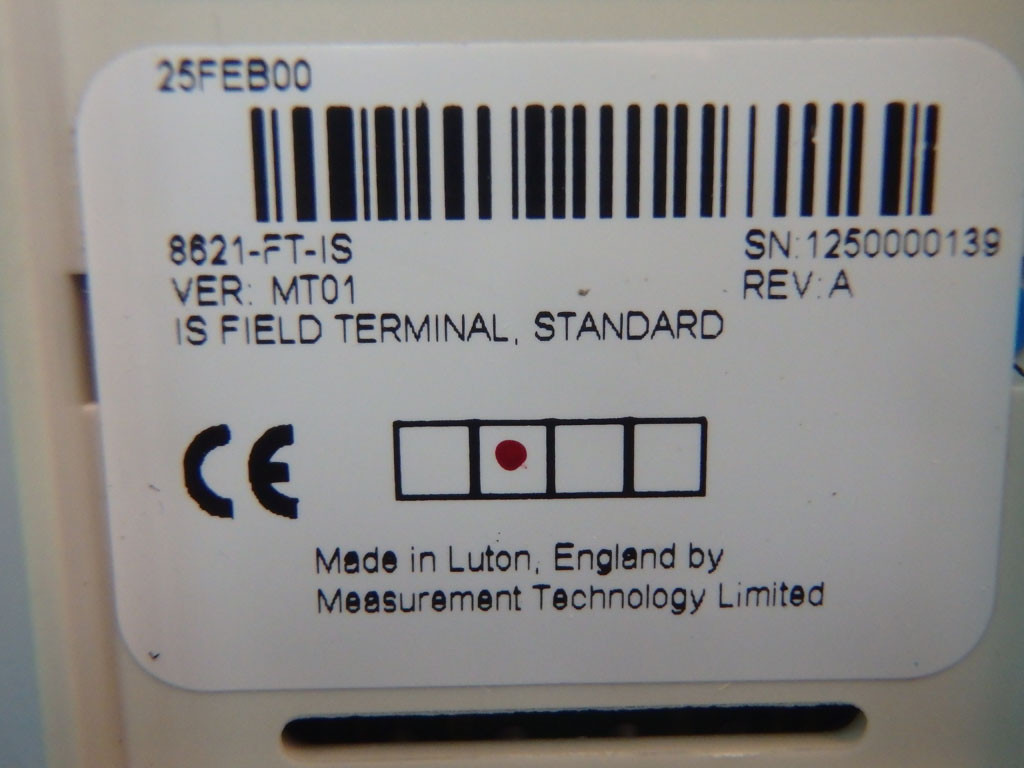 25FEB00
8621-FT-IS SN:1250000139
VER: MT01 REV:A
IS FIELD TERMINAL, STANDARD
CE
Made in Luton, England by
Measurement Technology Limited